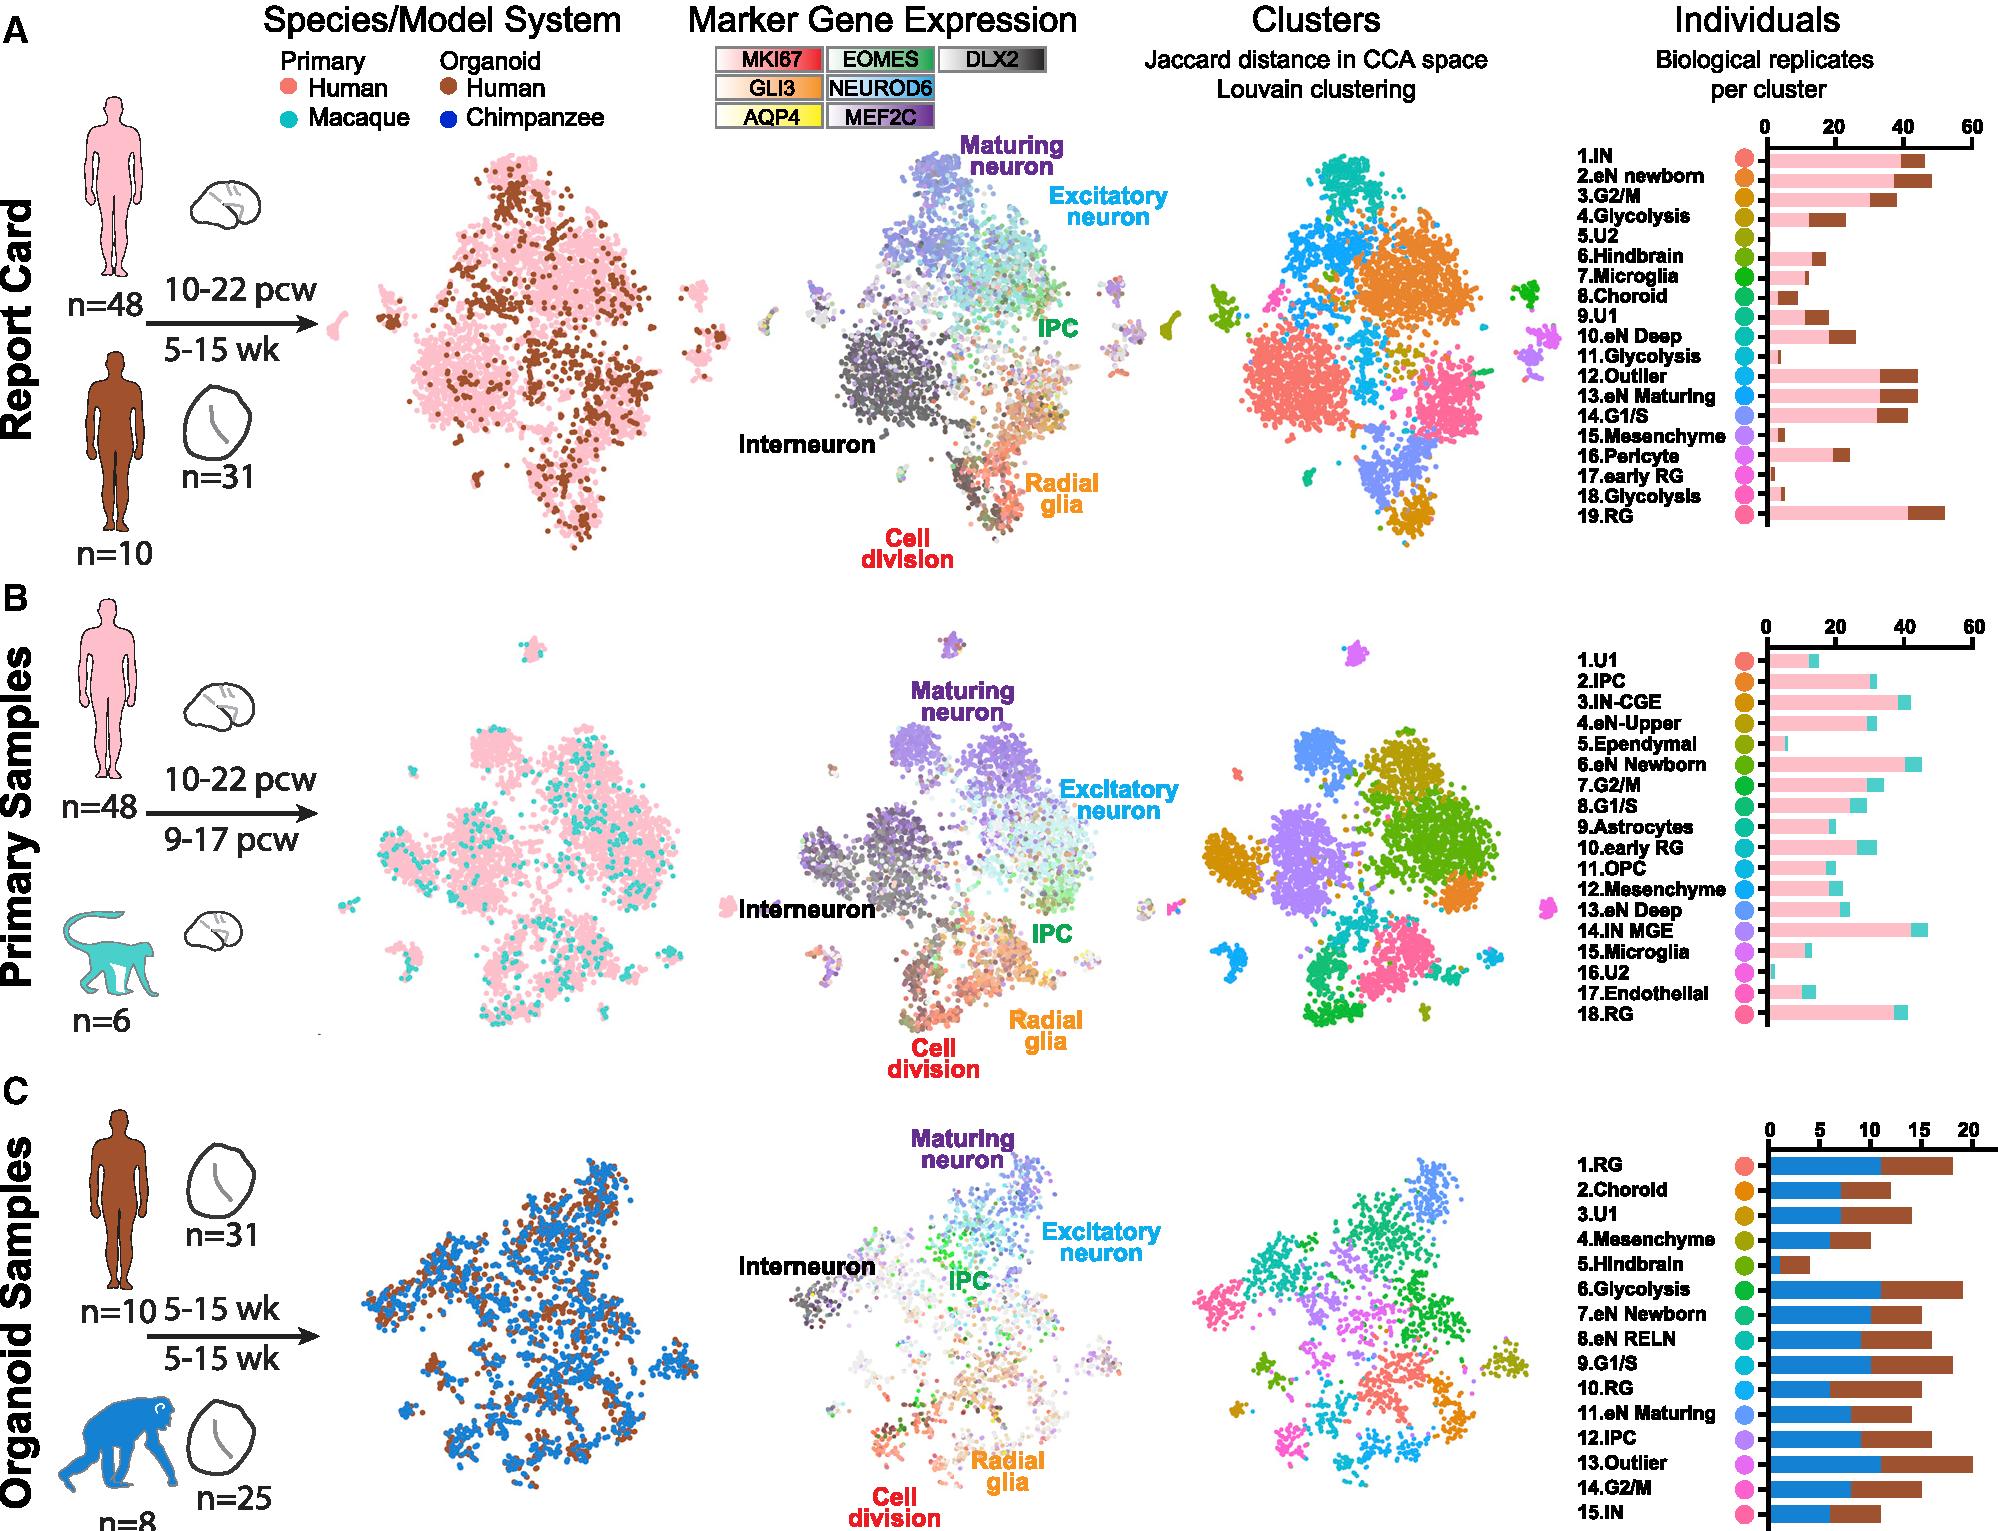 A
Species/Model System
Marker Gene Expression
Clusters
Individuals
Primary
Organoid
Human
Human
Macaque
Chimpanzee
MKI67
EOMES
DLX2
GLI3
NEUROD6
AQP4
MEF2C
Jaccard distance in CCA space
Louvain clustering
Biological replicates
per cluster
Report Card
n=48
10-22 pcw
5-15 wk
n=31
n=10
Maturing
neuron
Excitatory
neuron
IPC
Interneuron
Radial
glia
Cell
division
0 20 40 60
1.IN
2.eN newborn
3.G2/M
4.Glycolysis
5.U2
6.Hindbrain
7.Microglia
8.Choroid
9.U1
10.eN Deep
11.Glycolysis
12.Outlier
13.eN Maturing
14.G1/S
15.Mesenchyme
16.Pericyte
17.early RG
18.Glycolysis
19.RG
B
Primary Samples
n=48
10-22 pcw
9-17 pcw
n=6
Maturing
neuron
Excitatory
neuron
Interneuron
IPC
Radial
glia
Cell
division
0 20 40 60
1.U1
2.IPC
3.IN-CGE
4.eN-Upper
5.Ependymal
6.eN Newborn
7.G2/M
8.G1/S
9.Astrocytes
10.early RG
11.OPC
12.Mesenchyme
13.eN Deep
14.IN MGE
15.Microglia
16.U2
17.Endothelial
18.RG
C
Organoid Samples
n=31
n=10
5-15 wk
5-15 wk
n=25
n=8
Maturing
neuron
Excitatory
neuron
Interneuron
IPC
Radial
glia
Cell
division
0 5 10 15 20
1.RG
2.Choroid
3.U1
4.Mesenchyme
5.Hindbrain
6.Glycolysis
7.eN Newborn
8.eN RELN
9.G1/S
10.RG
11.eN Maturing
12.IPC
13.Outlier
14.G2/M
15.IN